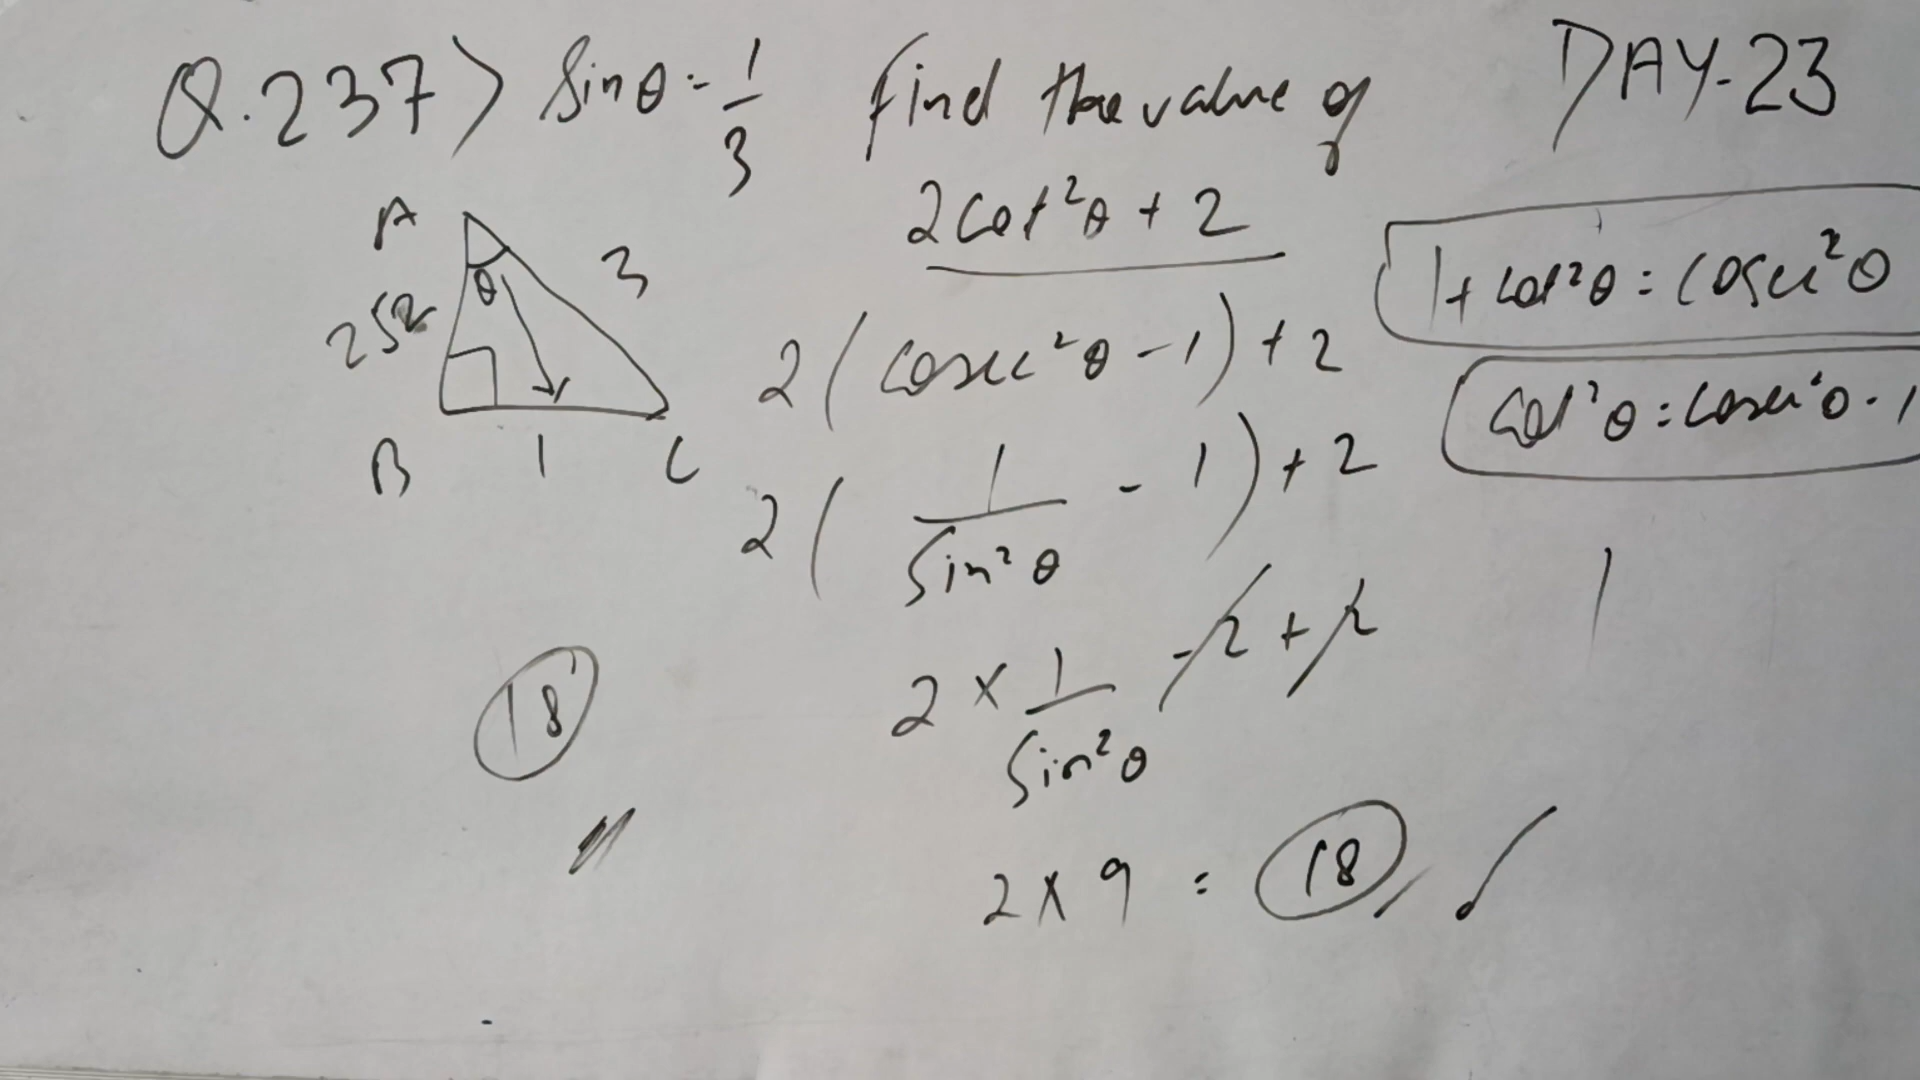 DAY-23
Q.237> Sinθ = 1/3 find the value of
2cot²θ + 2
A
θ
3
2√2
B
1
C
1 + cot²θ = cosec²θ
cot²θ = cosec²θ - 1
2(cosec²θ - 1) + 2
2(1/Sin²θ - 1) + 2
2 × 1/Sin²θ - 2 + 2
2 × 9 = 18
18